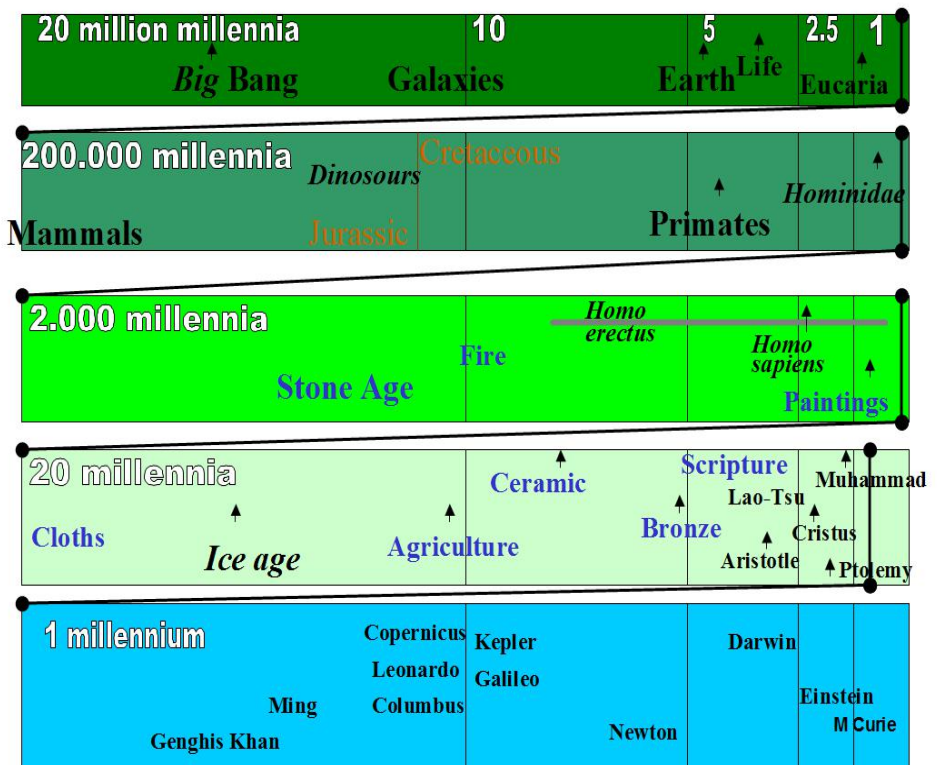 20 million millennia
10
5
2.5
1
Big Bang
Galaxies
Earth
Life
Eucaria
200.000 millennia
Cretaceous
Dinosours
Hominidae
Mammals
Jurassic
Primates
2.000 millennia
Homo
erectus
Homo
sapiens
Fire
Stone Age
Paintings
20 millennia
Scripture
Muhammad
Ceramic
Lao-Tsu
Cloths
Ice age
Agriculture
Bronze
Cristus
Aristotle
Ptolemy
1 millennium
Copernicus
Kepler
Darwin
Leonardo
Galileo
Ming
Columbus
Einstein
M Curie
Genghis Khan
Newton